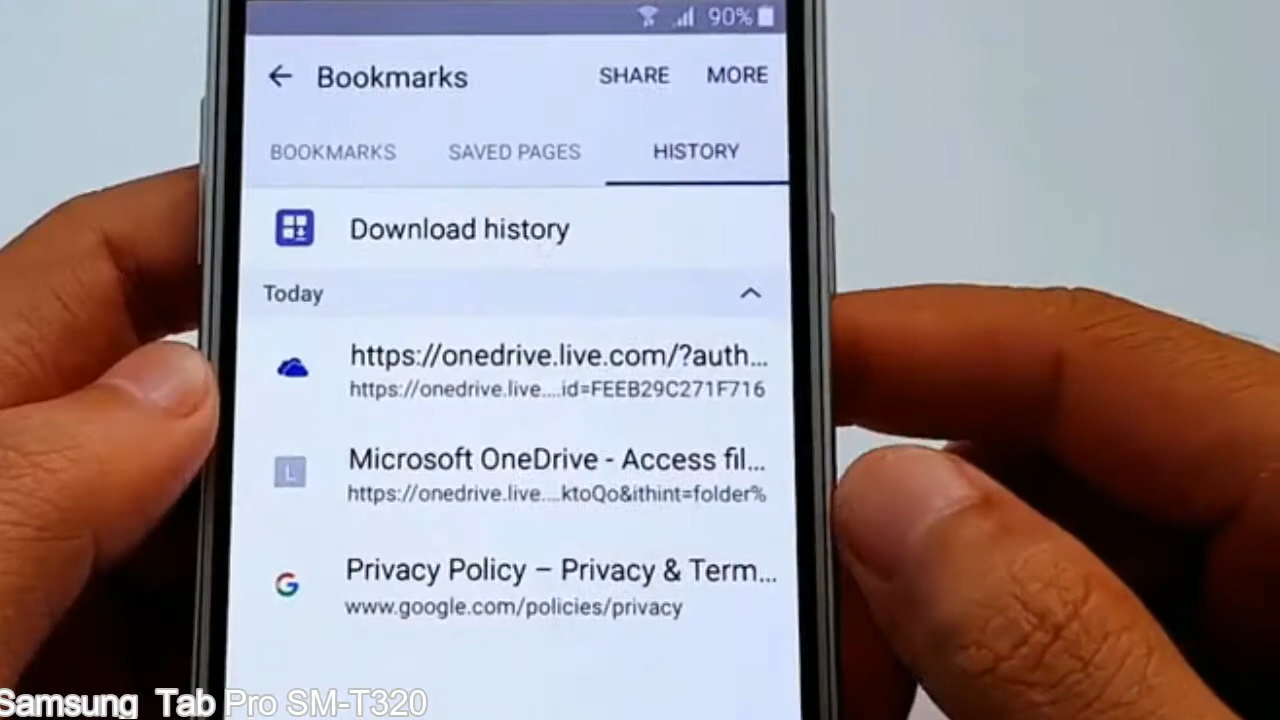 90%
Bookmarks SHARE MORE
BOOKMARKS SAVED PAGES HISTORY
Download history
Today
https://onedrive.live.com/?auth...
https://onedrive.live....id=FEEB29C271F716
L
Microsoft OneDrive - Access fil...
https://onedrive.live....ktoQo&ithint=folder%
Privacy Policy – Privacy & Term...
G
www.google.com/policies/privacy
Samsung Tab Pro SM-T320